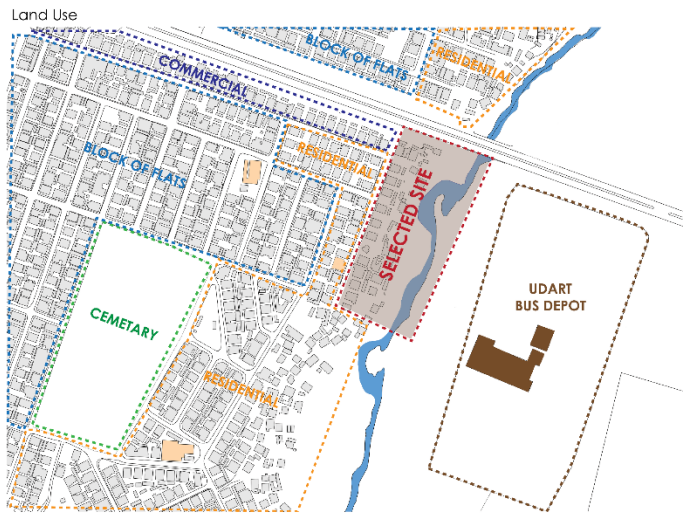 Land Use
BLOCK OF FLATS
RESIDENTIAL
COMMERCIAL
BLOCK OF FLATS
RESIDENTIAL
SELECTED SITE
UDART
BUS DEPOT
CEMETARY
RESIDENTIAL